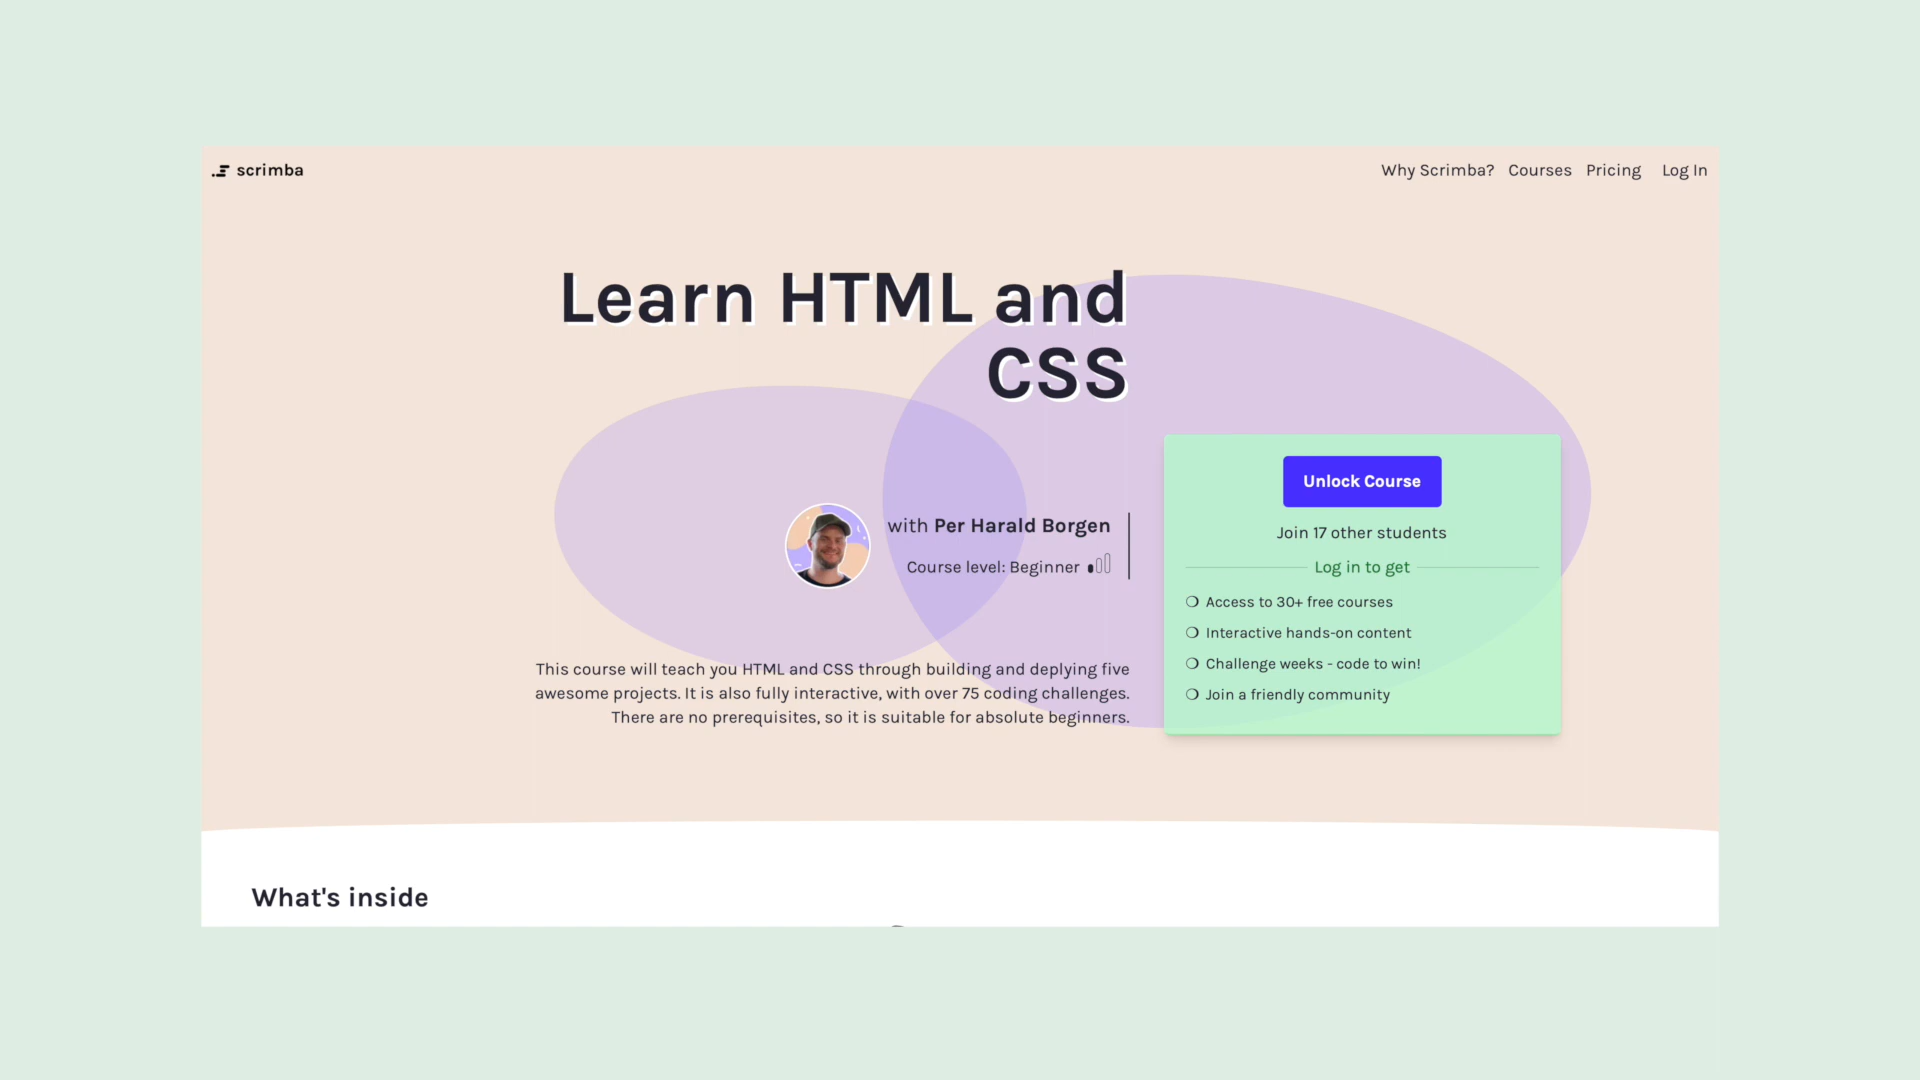 scrimba
Why Scrimba? Courses Pricing Log In
Learn HTML and
CSS
with Per Harald Borgen
Course level: Beginner
This course will teach you HTML and CSS through building and deplying five
awesome projects. It is also fully interactive, with over 75 coding challenges.
There are no prerequisites, so it is suitable for absolute beginners.
Unlock Course
Join 17 other students
Log in to get
Access to 30+ free courses
Interactive hands-on content
Challenge weeks - code to win!
Join a friendly community
What's inside